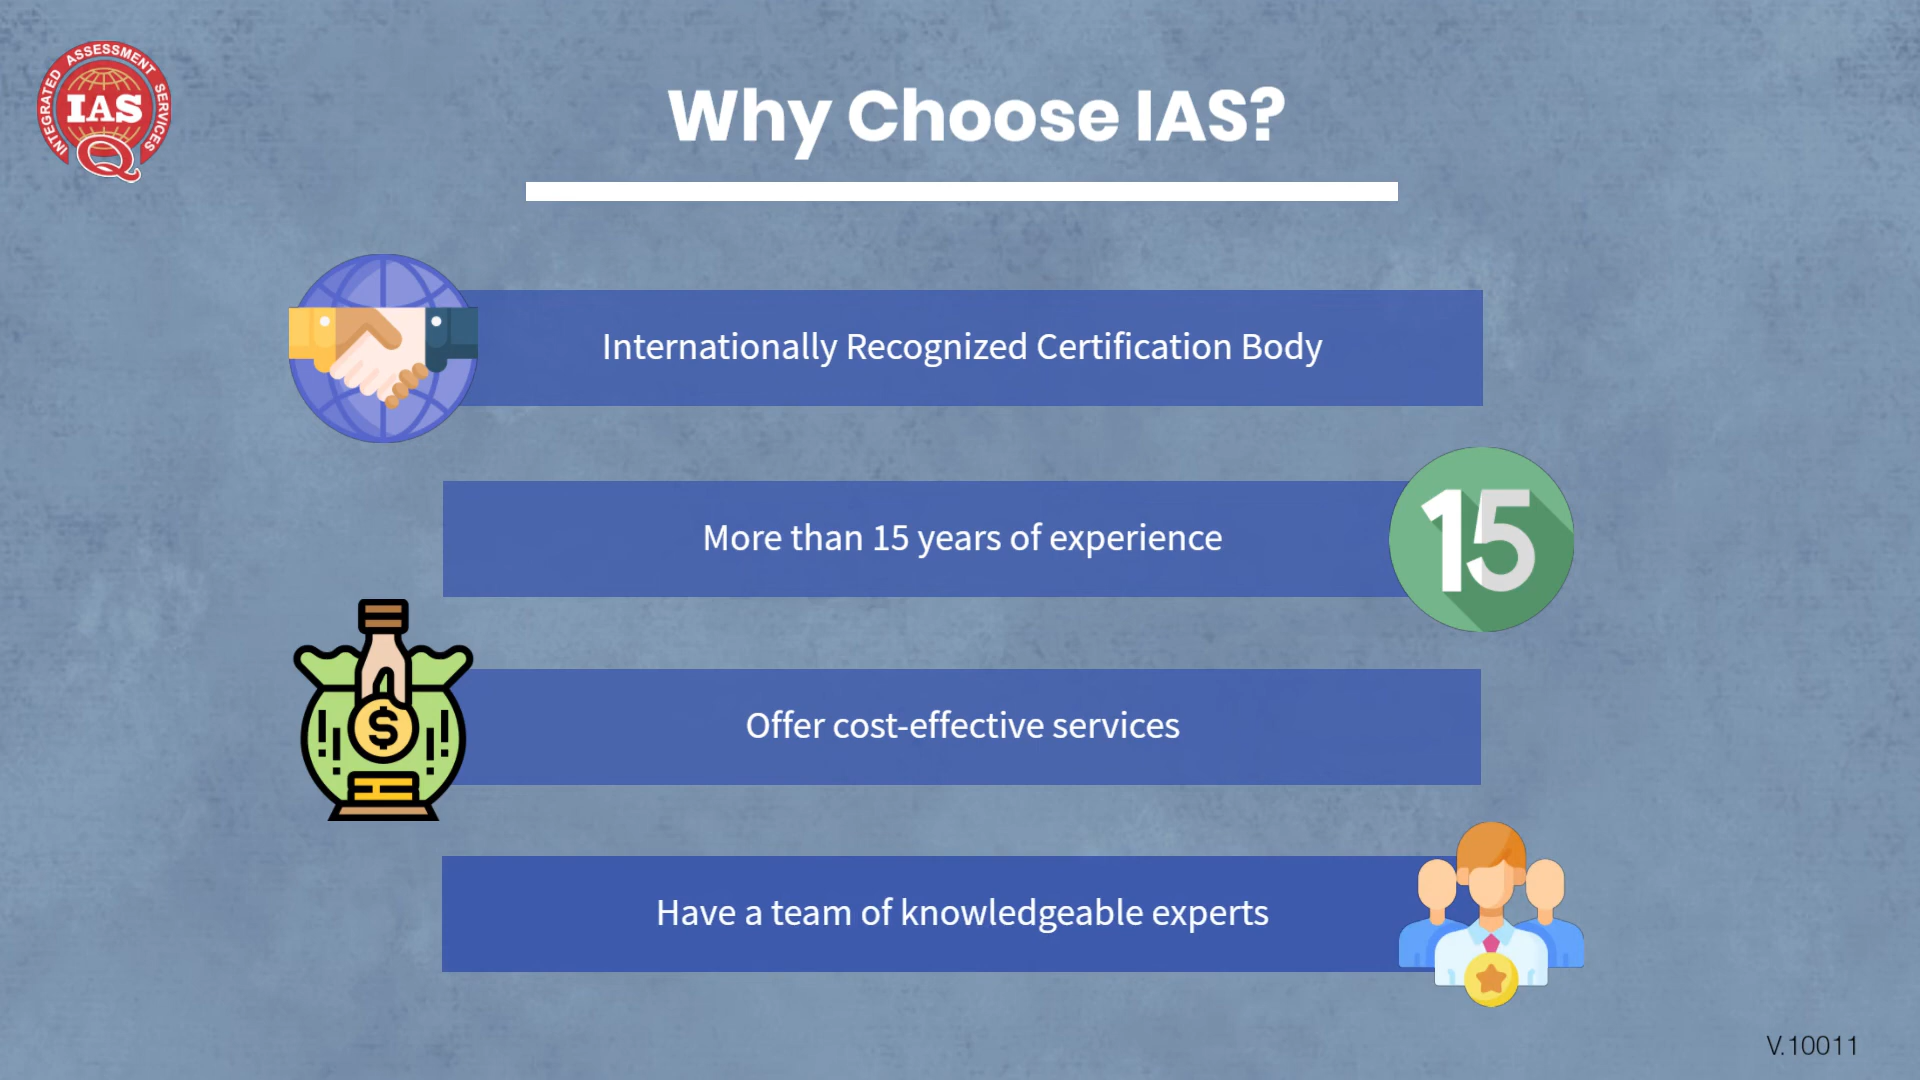 INTEGRATED ASSESSMENT SERVICES
IAS
Q
Why Choose IAS?
Internationally Recognized Certification Body
More than 15 years of experience
15
Offer cost-effective services
$
Have a team of knowledgeable experts
V.10011